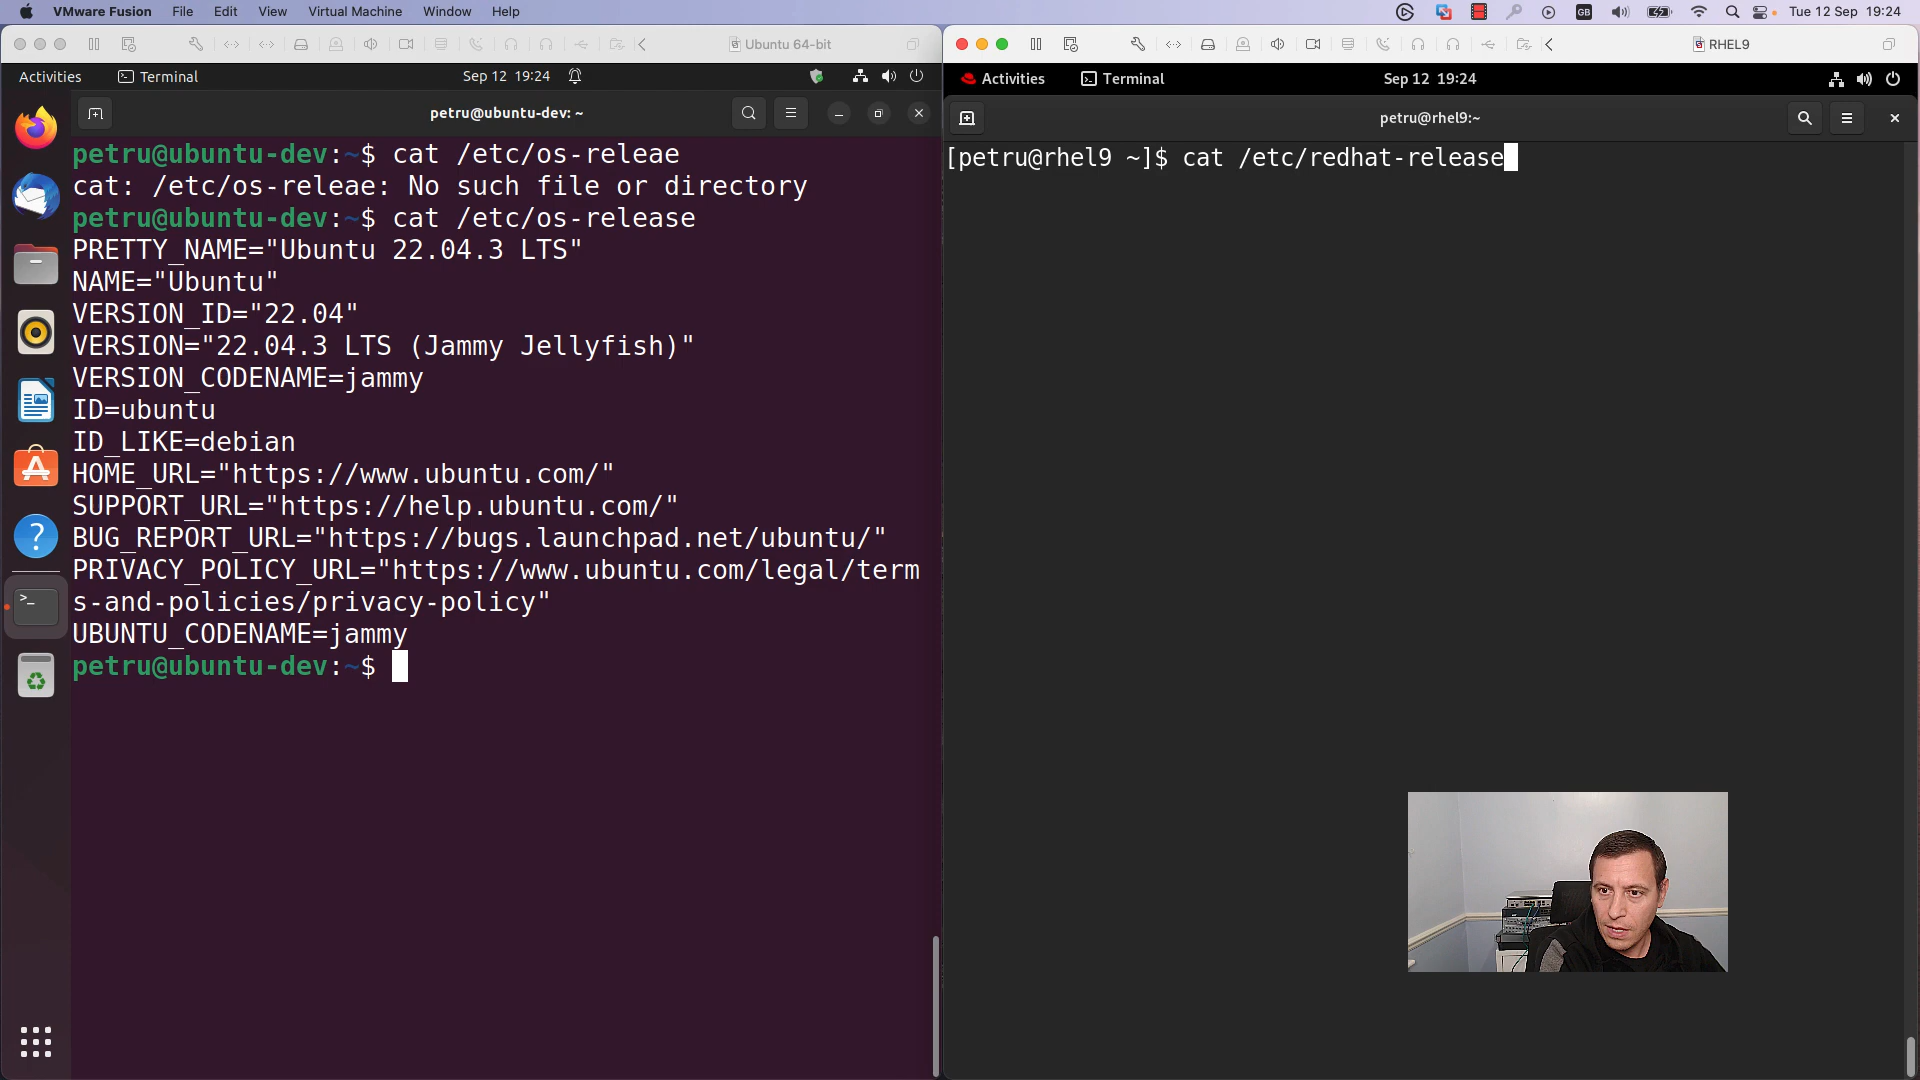 VMware Fusion File Edit View Virtual Machine Window Help GB Tue 12 Sep 19:24
Ubuntu 64-bit
RHEL9
Activities Terminal Sep 12 19:24
Activities Terminal Sep 12 19:24
petru@ubuntu-dev: ~
petru@rhel9:~
petru@ubuntu-dev:~$ cat /etc/os-releae
cat: /etc/os-releae: No such file or directory
petru@ubuntu-dev:~$ cat /etc/os-release
PRETTY_NAME="Ubuntu 22.04.3 LTS"
NAME="Ubuntu"
VERSION_ID="22.04"
VERSION="22.04.3 LTS (Jammy Jellyfish)"
VERSION_CODENAME=jammy
ID=ubuntu
ID_LIKE=debian
HOME_URL="https://www.ubuntu.com/"
SUPPORT_URL="https://help.ubuntu.com/"
BUG_REPORT_URL="https://bugs.launchpad.net/ubuntu/"
PRIVACY_POLICY_URL="https://www.ubuntu.com/legal/term
s-and-policies/privacy-policy"
UBUNTU_CODENAME=jammy
petru@ubuntu-dev:~$
[petru@rhel9 ~]$ cat /etc/redhat-release